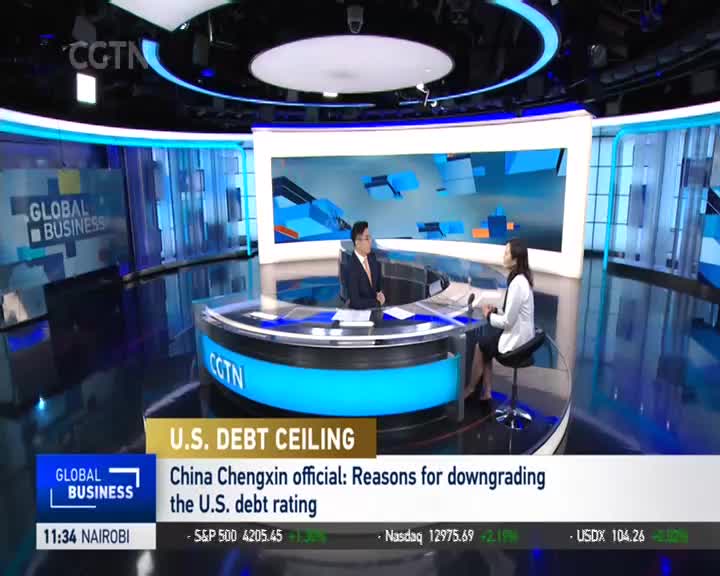 CGTN
GLOBAL
BUSINESS
CGTN
U.S. DEBT CEILING
China Chengxin official: Reasons for downgrading
the U.S. debt rating
GLOBAL
BUSINESS
11:34 NAIROBI
· S&P 500 4205.45 +1.30% · Nasdaq 12975.69 +2.19% · USDX 104.26 +0.02%